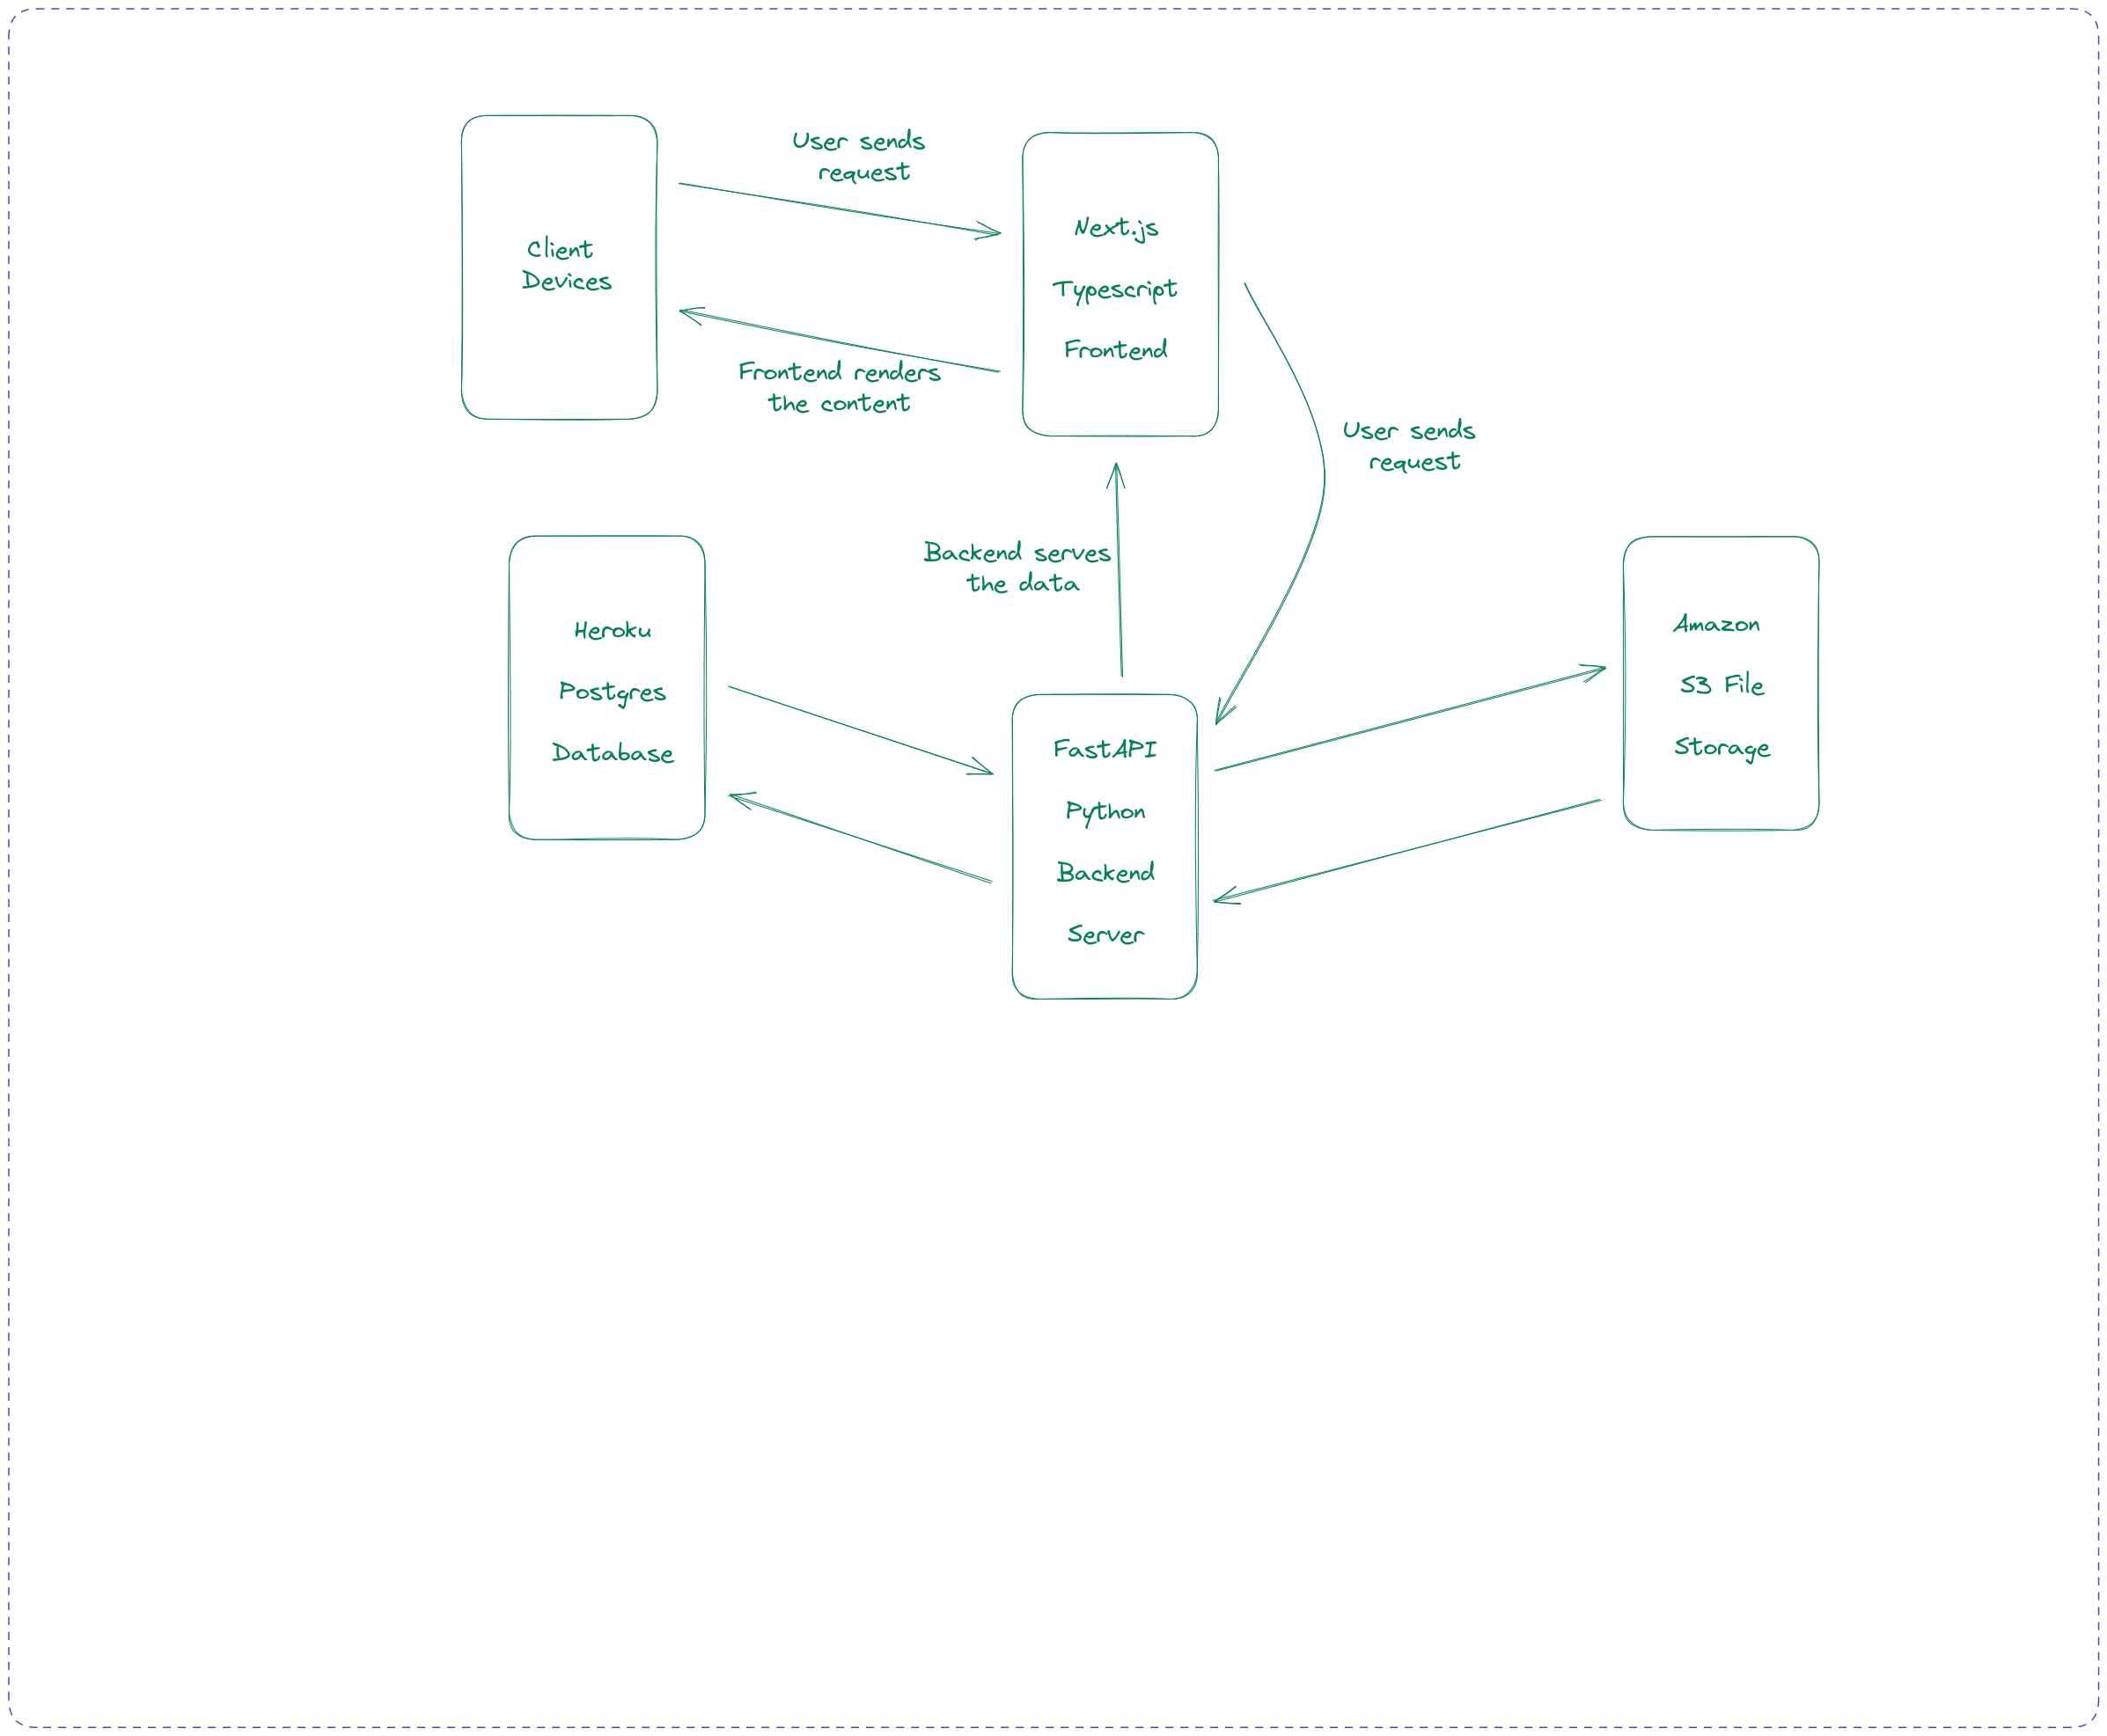 User sends
request
Client
Devices
Next.js
Typescript
Frontend
Frontend renders
the content
User sends
request
Backend serves
the data
Heroku
Postgres
Database
Amazon
S3 File
Storage
FastAPI
Python
Backend
Server